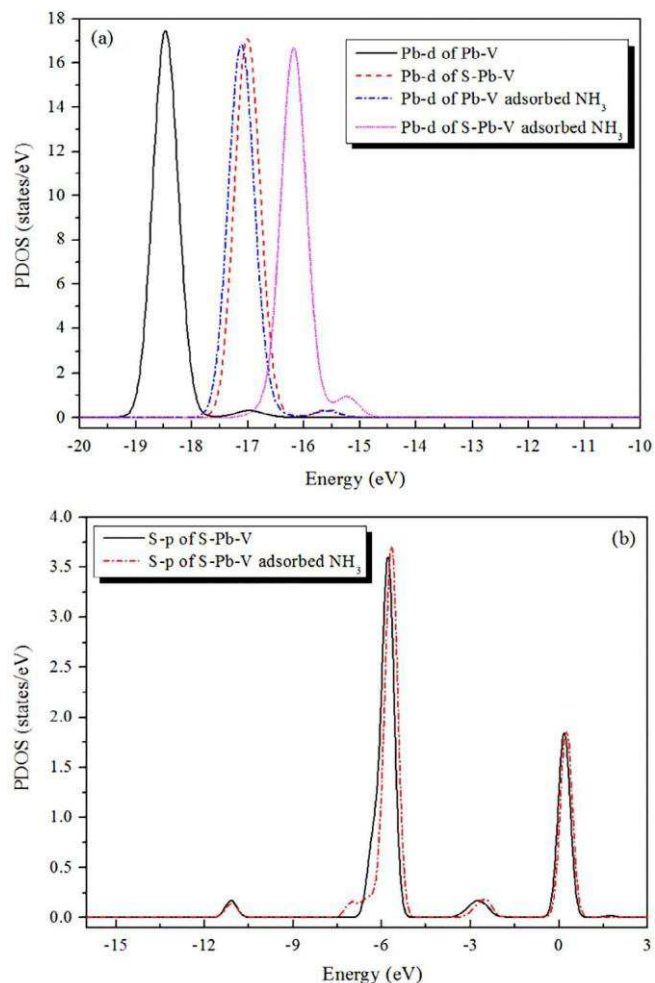 (a)
Pb-d of Pb-V
Pb-d of S-Pb-V
Pb-d of Pb-V adsorbed NH₃
Pb-d of S-Pb-V adsorbed NH₃
18
16
14
12
10
8
6
4
2
0
PDOS (states/eV)
-20 -19 -18 -17 -16 -15 -14 -13 -12 -11 -10
Energy (eV)
S-p of S-Pb-V
S-p of S-Pb-V adsorbed NH₃
(b)
4.0
3.5
3.0
2.5
2.0
1.5
1.0
0.5
0.0
PDOS (states/eV)
-15 -12 -9 -6 -3 0 3
Energy (eV)